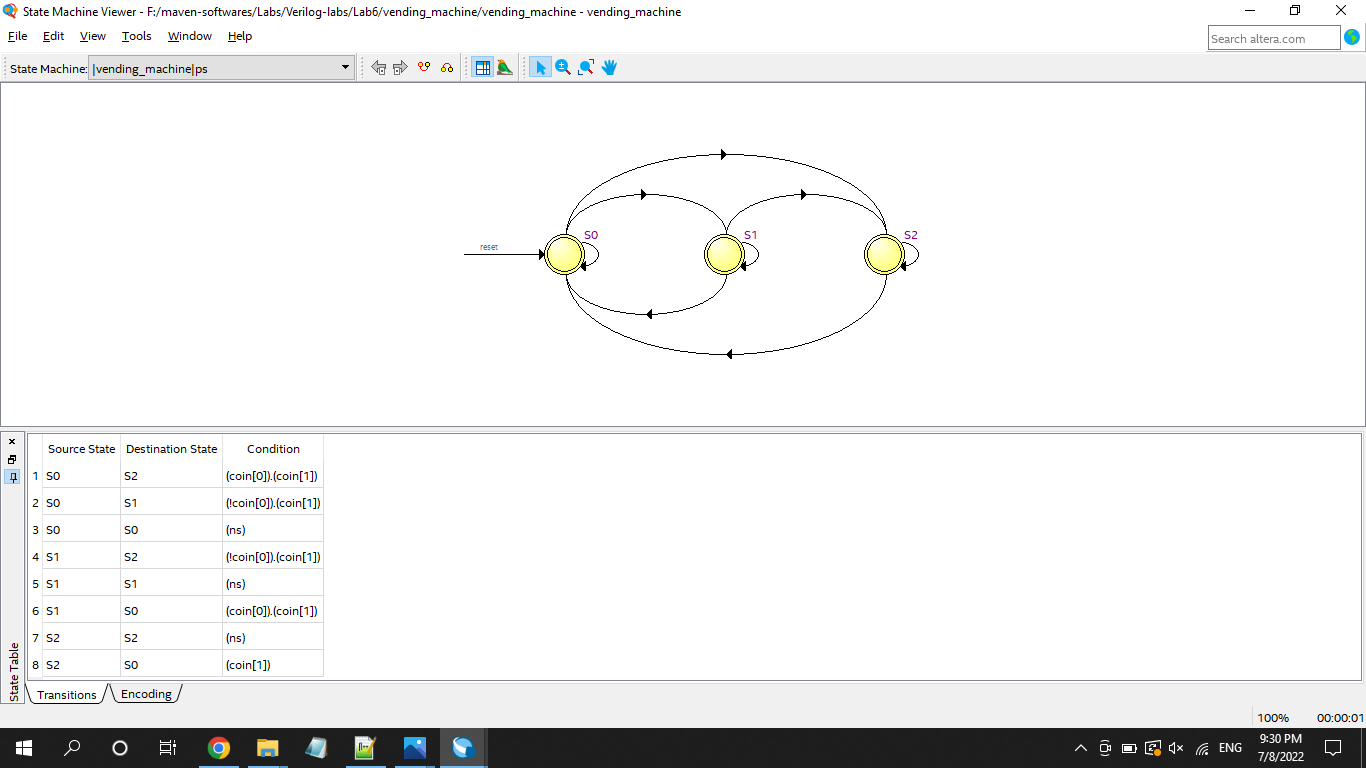 State Machine Viewer - F:/maven-softwares/Labs/Verilog-labs/Lab6/vending_machine/vending_machine - vending_machine
File Edit View Tools Window Help
Search altera.com
State Machine: |vending_machine|ps
reset
S0 S1 S2
Source State Destination State Condition
1 S0 S2 (coin[0]).(coin[1])
2 S0 S1 (!coin[0]).(coin[1])
3 S0 S0 (ns)
4 S1 S2 (!coin[0]).(coin[1])
5 S1 S1 (ns)
6 S1 S0 (coin[0]).(coin[1])
7 S2 S2 (ns)
8 S2 S0 (coin[1])
State Table
Transitions Encoding
100% 00:00:01
ENG
9:30 PM
7/8/2022